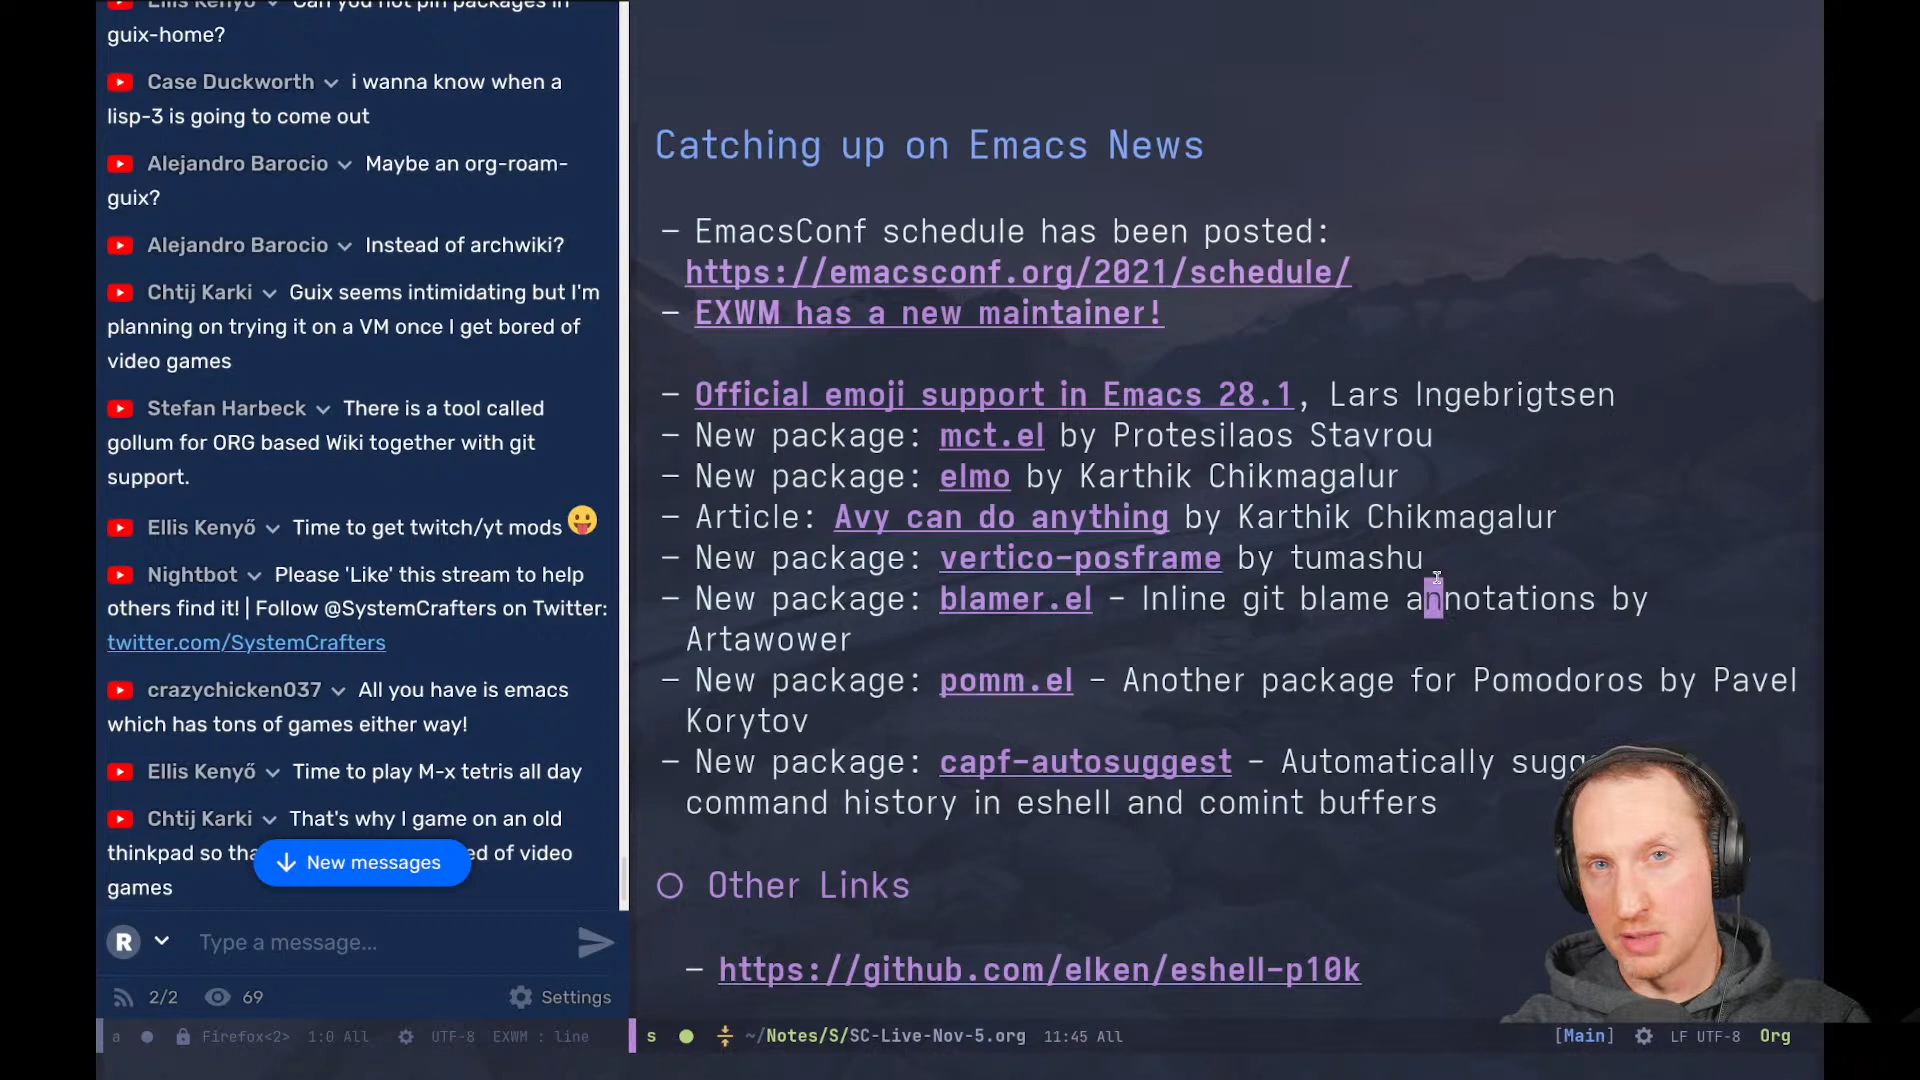 Ellis Kenyő Can you not pin packages in
guix-home?
Case Duckworth i wanna know when a
lisp-3 is going to come out
Alejandro Barocio Maybe an org-roam-
guix?
Alejandro Barocio Instead of archwiki?
Chtij Karki Guix seems intimidating but I'm
planning on trying it on a VM once I get bored of
video games
Stefan Harbeck There is a tool called
gollum for ORG based Wiki together with git
support.
Ellis Kenyő Time to get twitch/yt mods 😛
Nightbot Please 'Like' this stream to help
others find it! | Follow @SystemCrafters on Twitter:
twitter.com/SystemCrafters
crazychicken037 All you have is emacs
which has tons of games either way!
Ellis Kenyő Time to play M-x tetris all day
Chtij Karki That's why I game on an old
thinkpad so ed of video
games
New messages
R Type a message...
2/2 69 Settings
a Firefox<2> 1:0 All UTF-8 EXWM : line
Catching up on Emacs News
- EmacsConf schedule has been posted:
https://emacsconf.org/2021/schedule/
- EXWM has a new maintainer!
- Official emoji support in Emacs 28.1, Lars Ingebrigtsen
- New package: mct.el by Protesilaos Stavrou
- New package: elmo by Karthik Chikmagalur
- Article: Avy can do anything by Karthik Chikmagalur
- New package: vertico-posframe by tumashu
- New package: blamer.el - Inline git blame annotations by
Artawower
- New package: pomm.el - Another package for Pomodoros by Pavel
Korytov
- New package: capf-autosuggest - Automatically
command history in eshell and comint buffers
Other Links
- https://github.com/elken/eshell-p10k
s ~/Notes/S/SC-Live-Nov-5.org 11:45 All [Main] LF UTF-8 Org